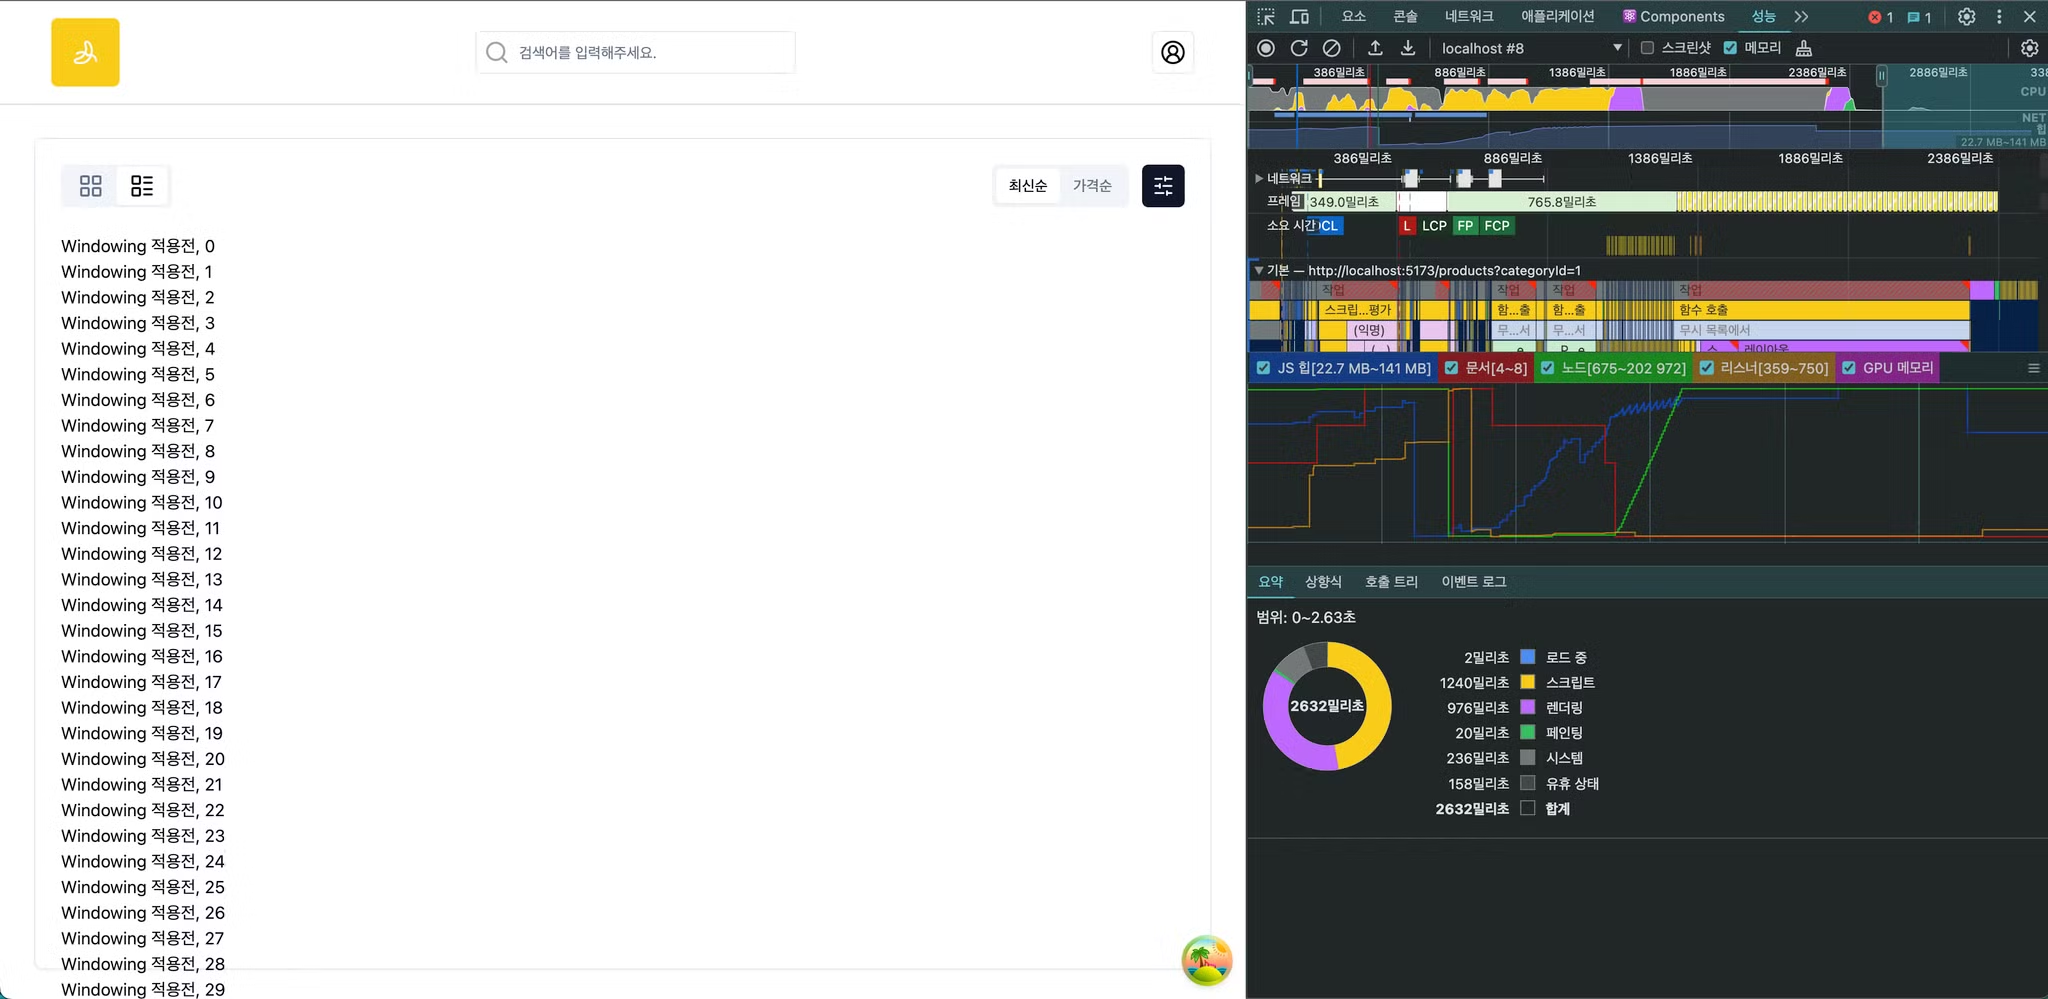 검색어를 입력해주세요.
최신순 가격순
Windowing 적용전, 0
Windowing 적용전, 1
Windowing 적용전, 2
Windowing 적용전, 3
Windowing 적용전, 4
Windowing 적용전, 5
Windowing 적용전, 6
Windowing 적용전, 7
Windowing 적용전, 8
Windowing 적용전, 9
Windowing 적용전, 10
Windowing 적용전, 11
Windowing 적용전, 12
Windowing 적용전, 13
Windowing 적용전, 14
Windowing 적용전, 15
Windowing 적용전, 16
Windowing 적용전, 17
Windowing 적용전, 18
Windowing 적용전, 19
Windowing 적용전, 20
Windowing 적용전, 21
Windowing 적용전, 22
Windowing 적용전, 23
Windowing 적용전, 24
Windowing 적용전, 25
Windowing 적용전, 26
Windowing 적용전, 27
Windowing 적용전, 28
Windowing 적용전, 29
요소 콘솔 네트워크 애플리케이션 Components 성능 1 1
localhost #8 스크린샷 메모리
386밀리초 886밀리초 1386밀리초 1886밀리초 2386밀리초 2886밀리초
CPU
NET
힙
22.7 MB~141 MB
386밀리초 886밀리초 1386밀리초 1886밀리초 2386밀리초
네트워크
프레임 349.0밀리초 765.8밀리초
소요 시간 CL L LCP FP FCP
기본 — http://localhost:5173/products?categoryId=1
작업 작업 작업 작업
스크립...평가 함...출 함...출 함수 호출
(익명) 무...서 무...서 무시 목록에서
레이아웃
JS 힙[22.7 MB~141 MB] 문서[4~8] 노드[675~202 972] 리스너[359~750] GPU 메모리
요약 상향식 호출 트리 이벤트 로그
범위: 0~2.63초
2632밀리초
2밀리초 로드 중
1240밀리초 스크립트
976밀리초 렌더링
20밀리초 페인팅
236밀리초 시스템
158밀리초 유휴 상태
2632밀리초 합계